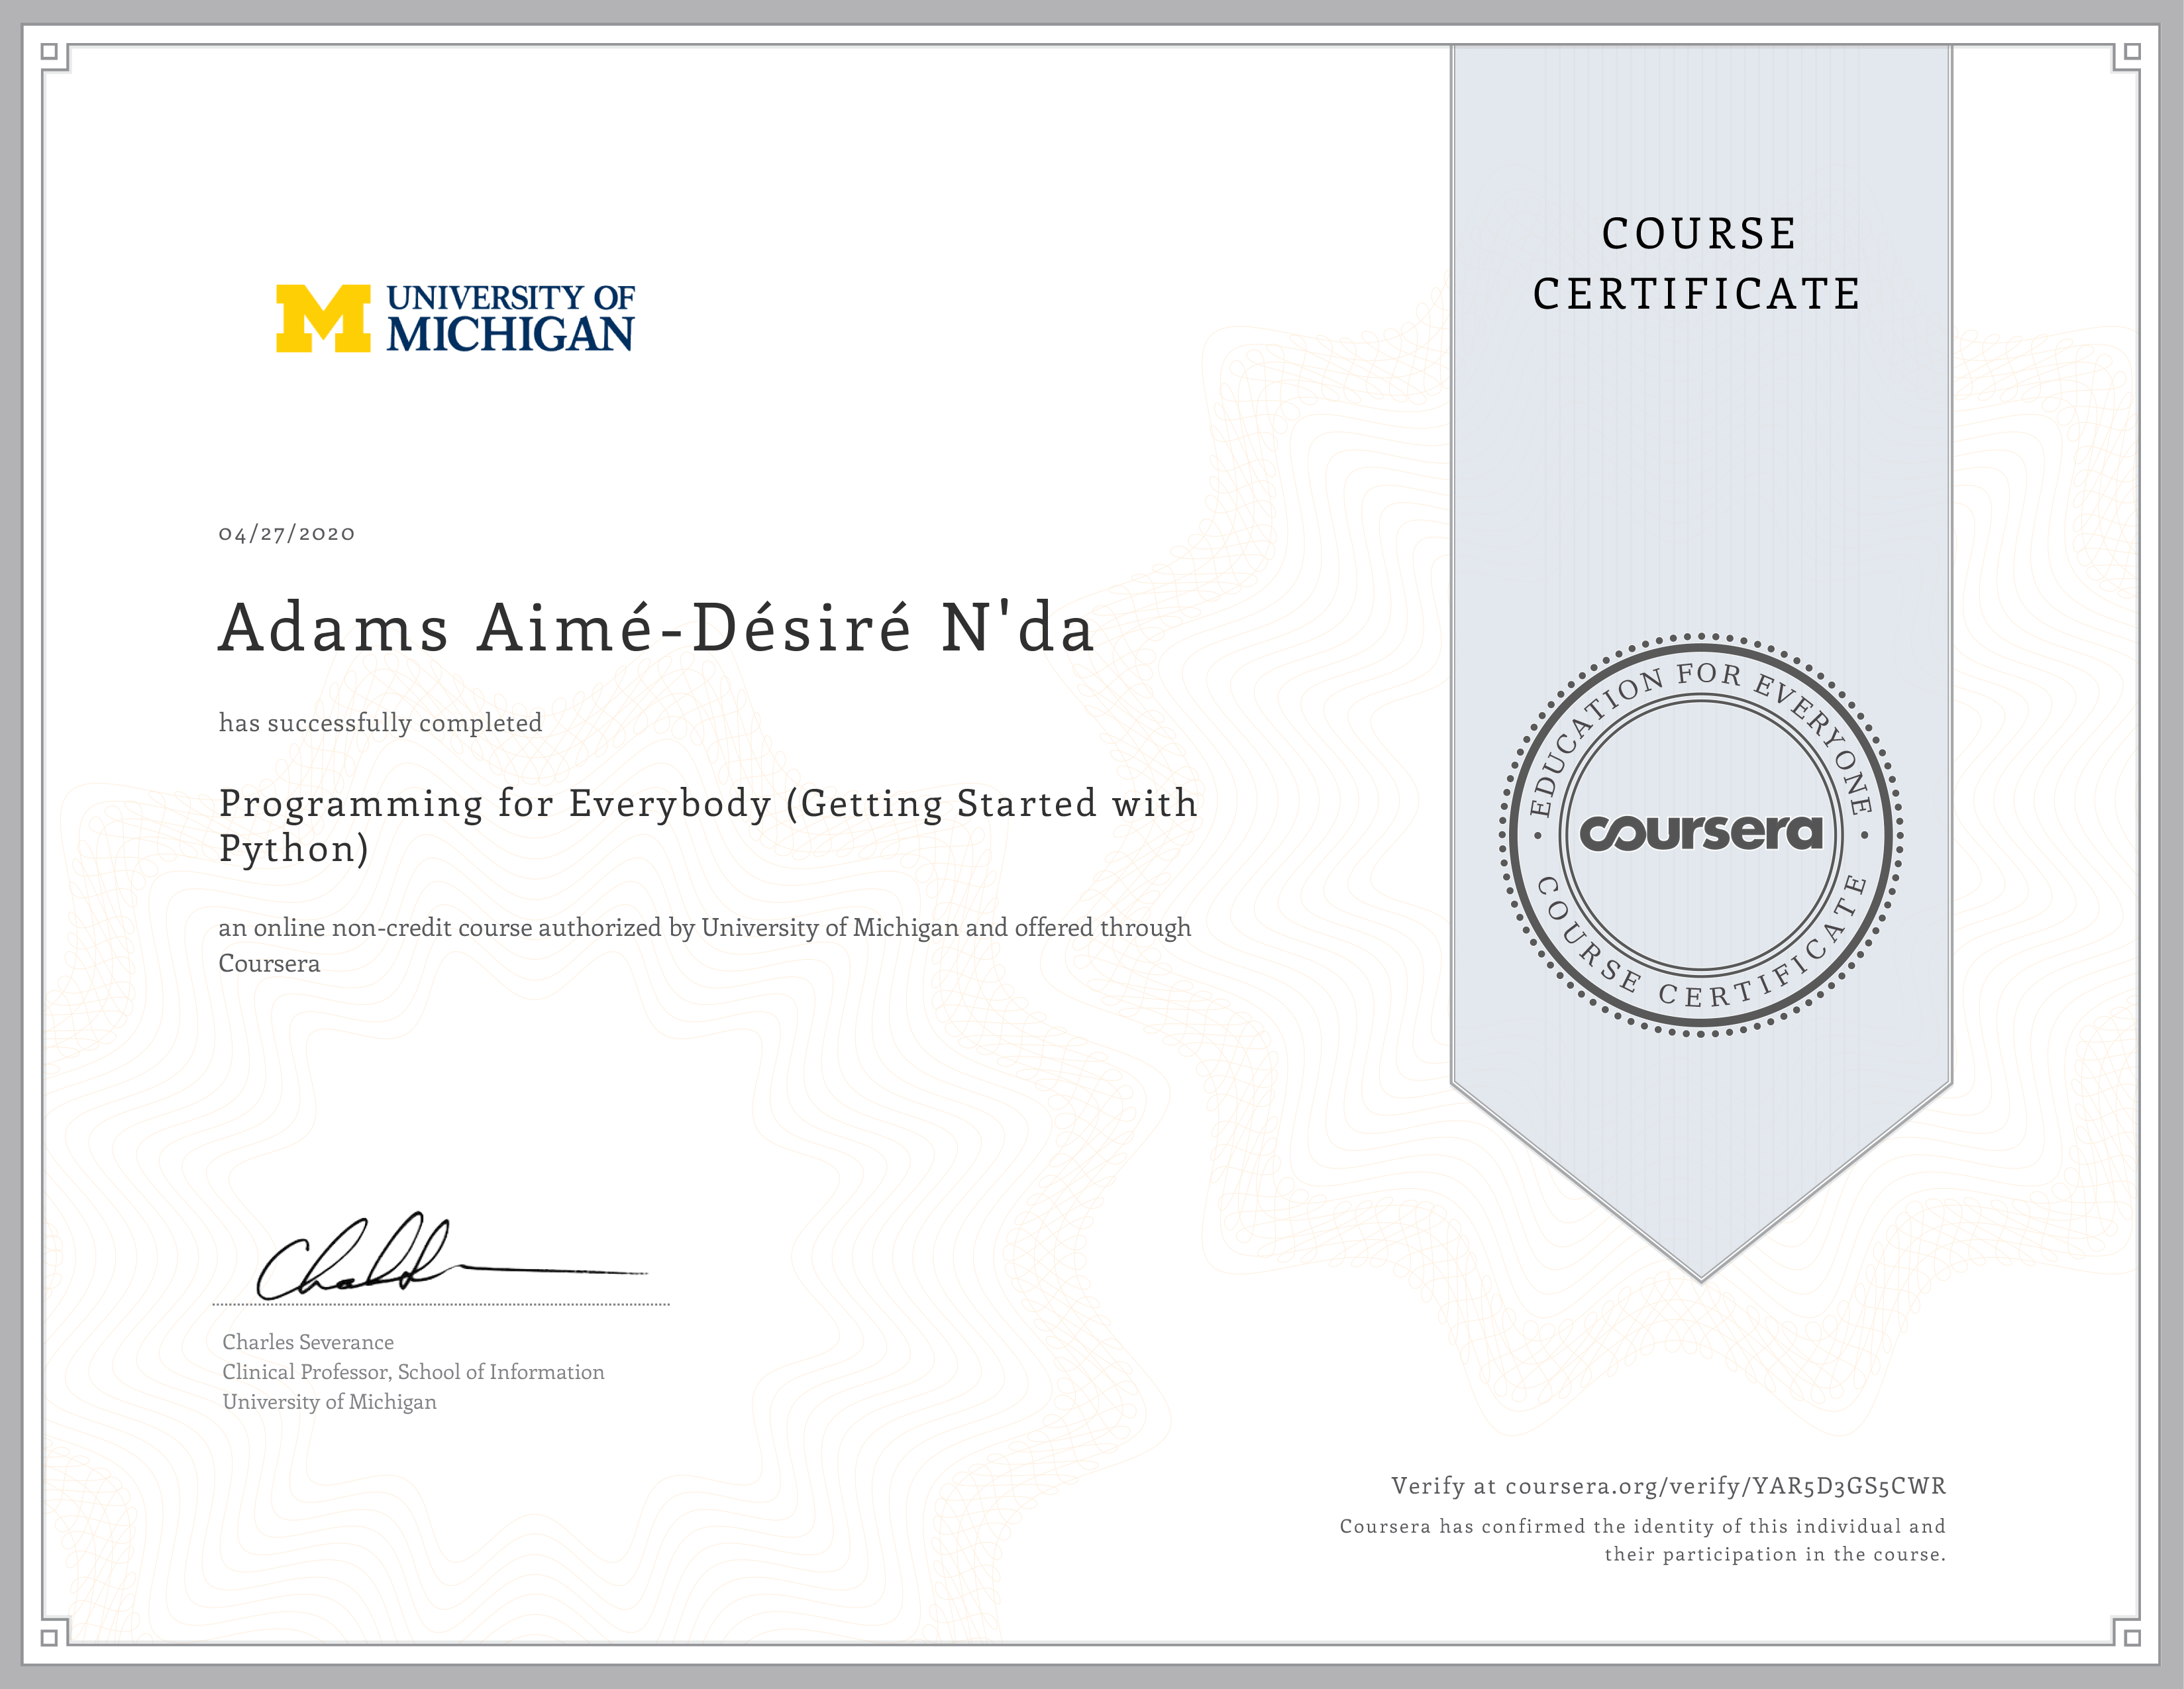 UNIVERSITY OF
MICHIGAN
COURSE
CERTIFICATE
04/27/2020
Adams Aimé-Désiré N'da
has successfully completed
Programming for Everybody (Getting Started with
Python)
an online non-credit course authorized by University of Michigan and offered through
Coursera
EDUCATION FOR EVERYONE
coursera
COURSE CERTIFICATE
Charles Severance
Clinical Professor, School of Information
University of Michigan
Verify at coursera.org/verify/YAR5D3GS5CWR
Coursera has confirmed the identity of this individual and
their participation in the course.